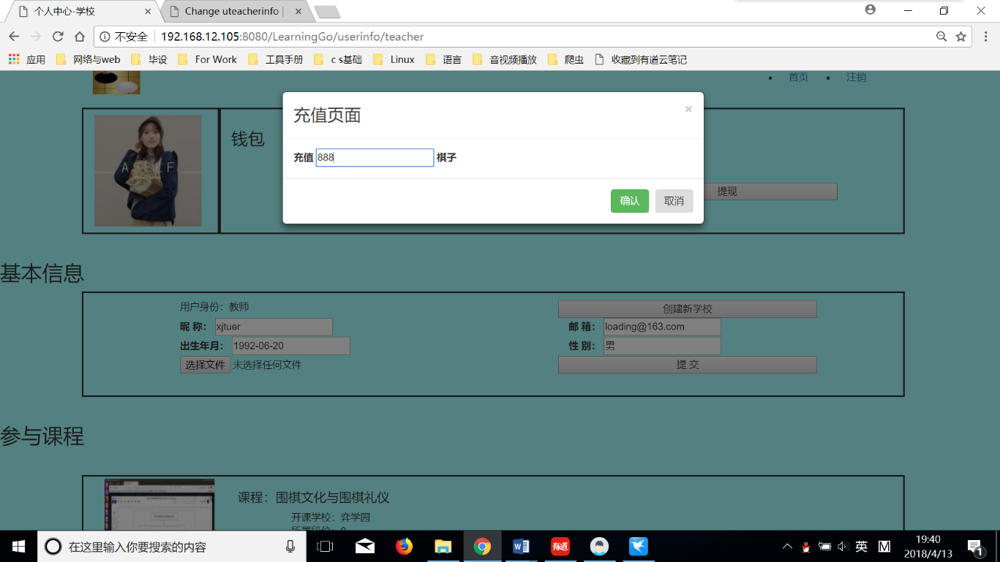 个人中心-学校
Change uteacherinfo |
不安全 192.168.12.105:8080/LearningGo/userinfo/teacher
应用 网络与web 毕设 For Work 工具手册 c s基础 Linux 语言 音视频播放 爬虫 收藏到有道云笔记
首页 注销
充值页面
×
充值 888 棋子
确认 取消
ASELF
钱包
提现
基本信息
用户身份：教师 创建新学校
昵 称： xjtuer 邮 箱： loading@163.com
出生年月： 1992-06-20 性 别： 男
选择文件 未选择任何文件 提 交
参与课程
课程：围棋文化与围棋礼仪
开课学校：弈学园
所属段位：0
在这里输入你要搜索的内容
有道
英 M
19:40
2018/4/13
1